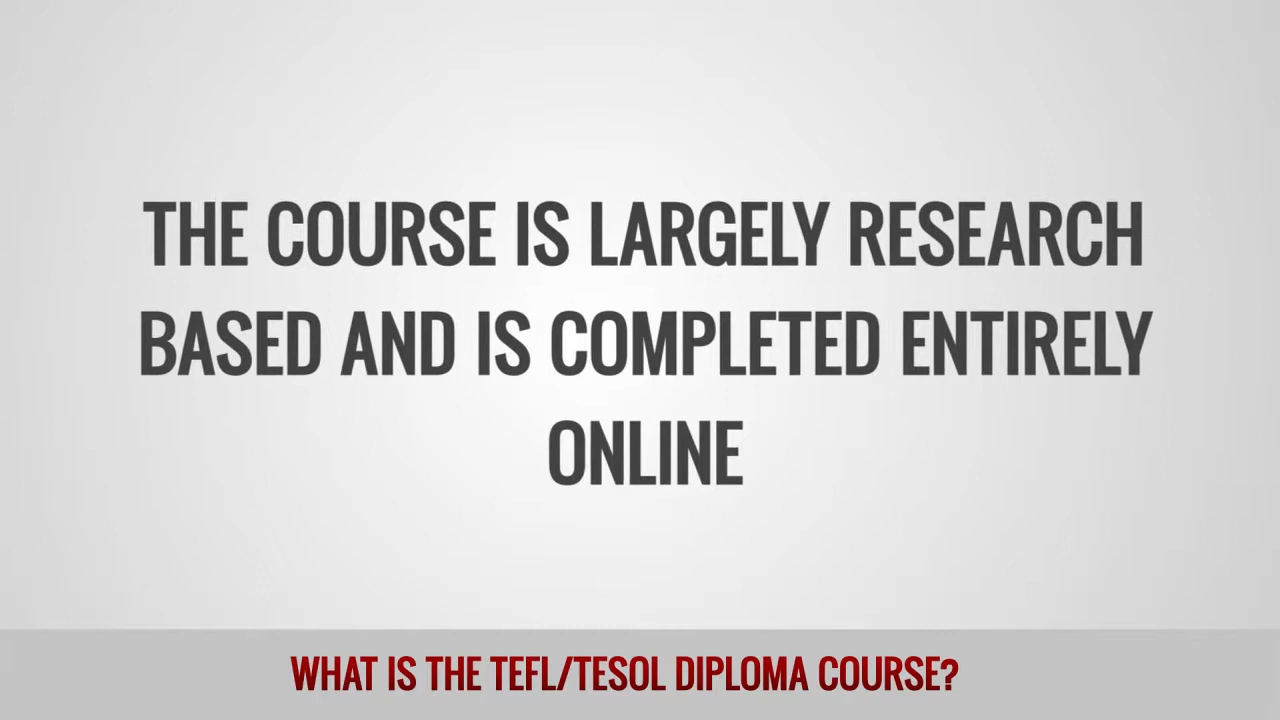 THE COURSE IS LARGELY RESEARCH
BASED AND IS COMPLETED ENTIRELY
ONLINE
WHAT IS THE TEFL/TESOL DIPLOMA COURSE?